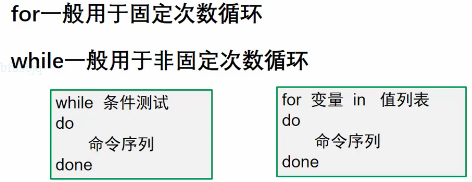 for一般用于固定次数循环
while一般用于非固定次数循环
while 条件测试
do
命令序列
done
for 变量 in 值列表
do
命令序列
done